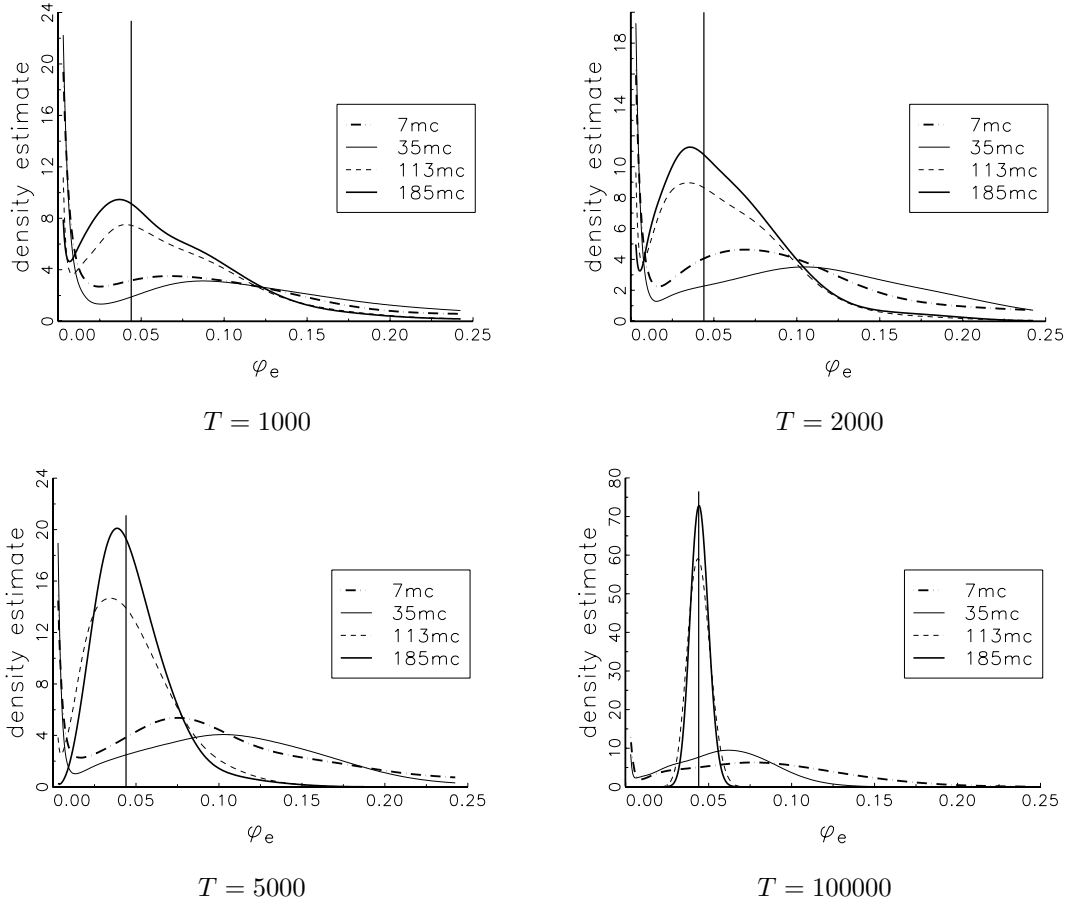 density estimate
0 4 8 12 16 20 24
7mc
35mc
113mc
185mc
0.00 0.05 0.10 0.15 0.20 0.25
φe
T = 1000
density estimate
0 2 4 6 8 10 12 14 16 18
7mc
35mc
113mc
185mc
0.00 0.05 0.10 0.15 0.20 0.25
φe
T = 2000
density estimate
0 4 8 12 16 20 24
7mc
35mc
113mc
185mc
0.00 0.05 0.10 0.15 0.20 0.25
φe
T = 5000
density estimate
0 10 20 30 40 50 60 70 80
7mc
35mc
113mc
185mc
0.00 0.05 0.10 0.15 0.20 0.25
φe
T = 100000